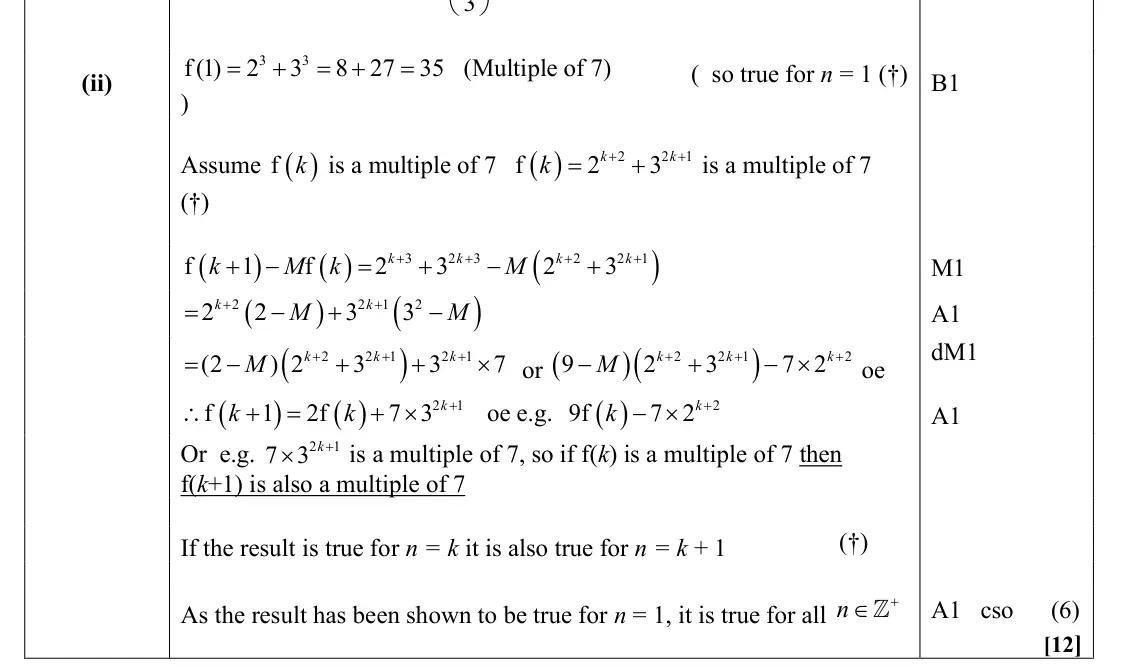 (3)
(ii) f(1) = 2³ + 3³ = 8 + 27 = 35 (Multiple of 7) ( so true for n = 1 (†) B1
)
Assume f(k) is a multiple of 7 f(k) = 2^{k+2} + 3^{2k+1} is a multiple of 7
(†)
f(k+1) − Mf(k) = 2^{k+3} + 3^{2k+3} − M(2^{k+2} + 3^{2k+1}) M1
= 2^{k+2}(2 − M) + 3^{2k+1}(3² − M) A1
= (2 − M)(2^{k+2} + 3^{2k+1}) + 3^{2k+1} × 7 or (9 − M)(2^{k+2} + 3^{2k+1}) − 7 × 2^{k+2} oe dM1
∴ f(k+1) = 2f(k) + 7 × 3^{2k+1} oe e.g. 9f(k) − 7 × 2^{k+2} A1
Or e.g. 7 × 3^{2k+1} is a multiple of 7, so if f(k) is a multiple of 7 then
f(k+1) is also a multiple of 7
If the result is true for n = k it is also true for n = k + 1 (†)
As the result has been shown to be true for n = 1, it is true for all n ∈ ℤ⁺ A1 cso (6)
[12]